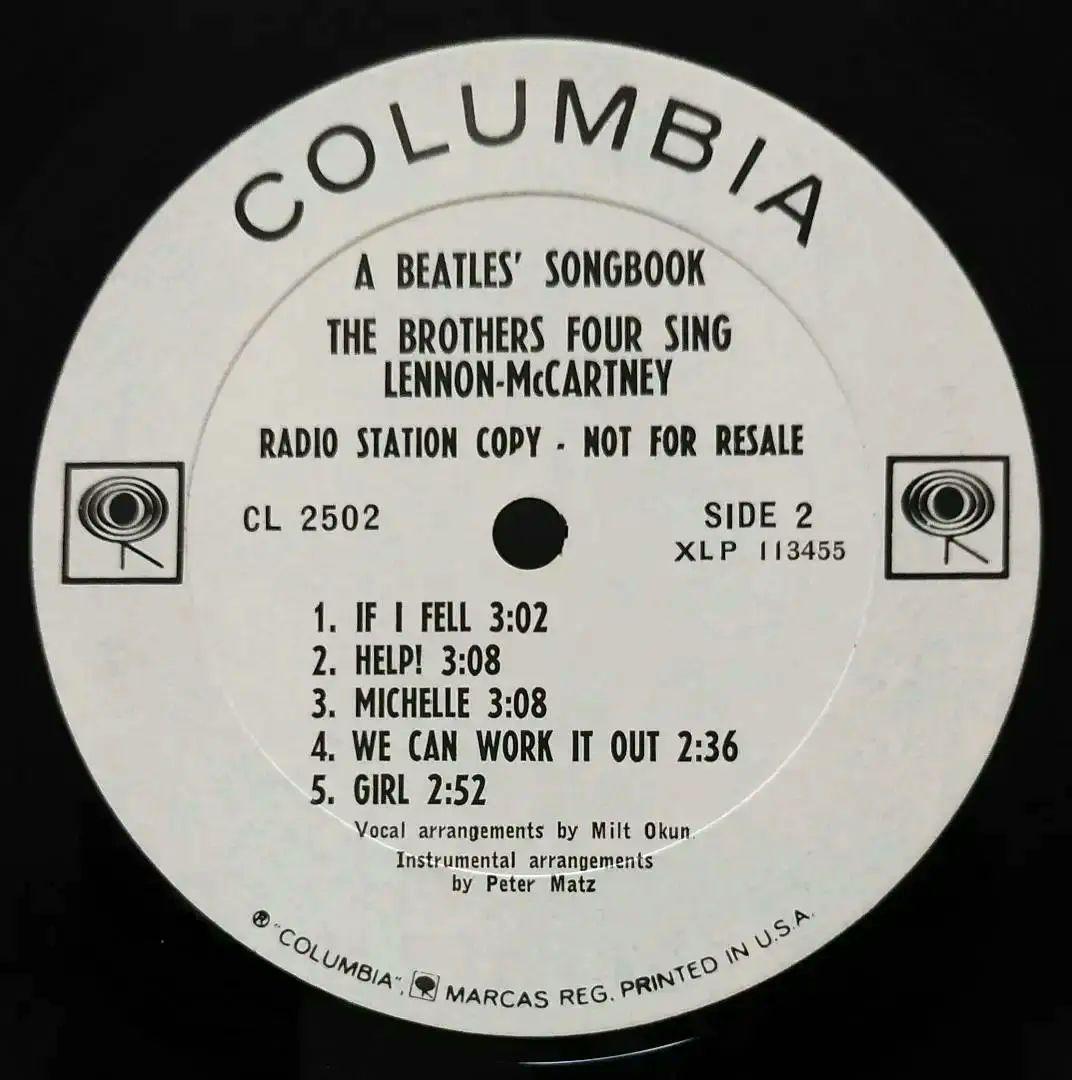 COLUMBIA
A BEATLES' SONGBOOK
THE BROTHERS FOUR SING
LENNON-McCARTNEY
RADIO STATION COPY - NOT FOR RESALE
CL 2502
SIDE 2
XLP 113455
1. IF I FELL 3:02
2. HELP! 3:08
3. MICHELLE 3:08
4. WE CAN WORK IT OUT 2:36
5. GIRL 2:52
Vocal arrangements by Milt Okun.
Instrumental arrangements
by Peter Matz
® "COLUMBIA", MARCAS REG. PRINTED IN U.S.A.